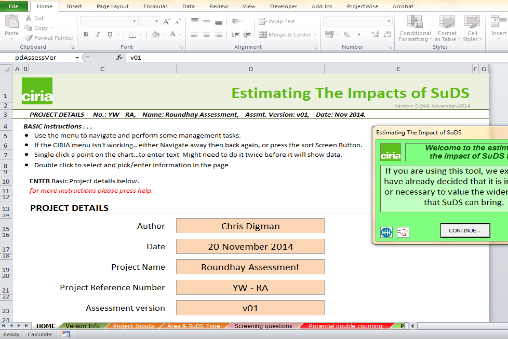 File Home Insert Page Layout Formulas Data Review View Developer Add-Ins ProjectWise Acrobat
Cut
Copy
Format Painter
Paste
Clipboard
Font
Wrap Text
Merge & Center
Alignment
Number
Conditional Formatting
Format as Table
Cell Styles
Insert
Styles
pdAssessVer
fx v01
A B C D E F G
ciria
Estimating The Impacts of SuDS
Version: 0.044, November-2014
PROJECT DETAILS No.: YW RA, Name: Roundhay Assessment, Assmt. Version: v01, Date: Nov 2014.
BASIC Instructions . . .
Use the menu to navigate and perform some management tasks.
If the CIRIA menu isn't working... either Navigate away then back again, or press the sort Screen Button.
Single click a point on the chart...to enter text Might need to do it twice before it will show data.
Double click to select and pick/enter information in the page
ENTER Basic Project details below..
for more instructions please press help.
PROJECT DETAILS
Author Chris Digman
Date 20 November 2014
Project Name Roundhay Assessment
Project Reference Number YW - RA
Assessment version v01
Estimating The Impact of SuDS
ciria
Welcome to the estim
the impact of SuDS
If you are using this tool, we ex
have already decided that it is i
or necessary to value the wider
that SuDS can bring.
CONTINUE...
HOME Version Info Project Inputs Area & SuDS Type Screening questions Potential double counting P
Ready Calculate